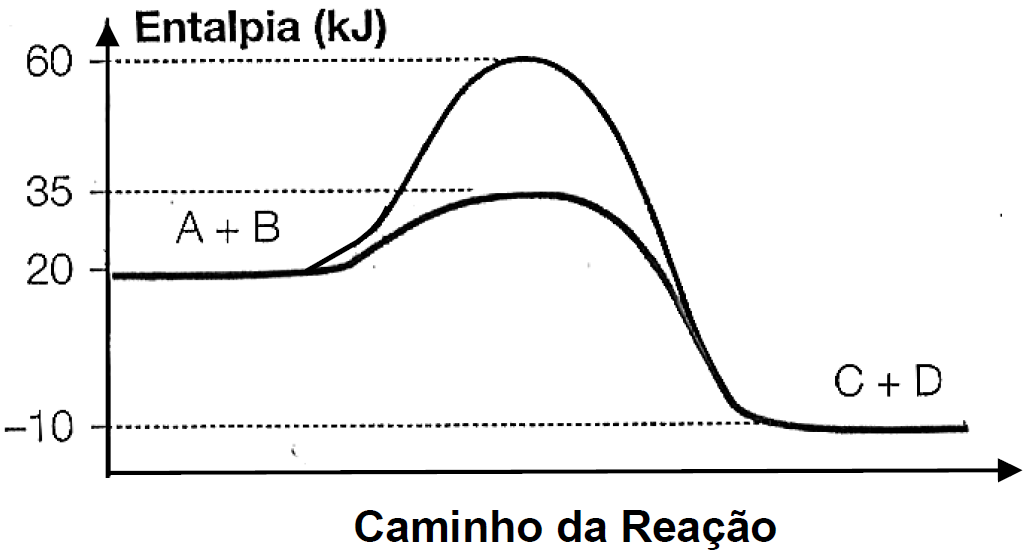 Entalpia (kJ)
60
35
A + B
20
C + D
–10
Caminho da Reação